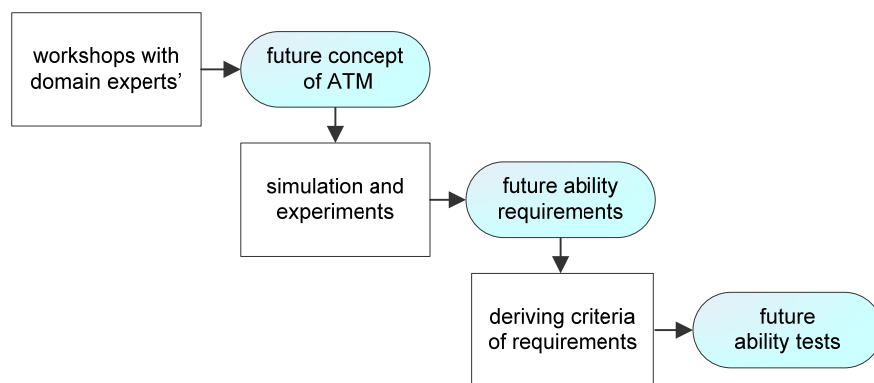 workshops with
domain experts'
future concept
of ATM
simulation and
experiments
future ability
requirements
deriving criteria
of requirements
future
ability tests